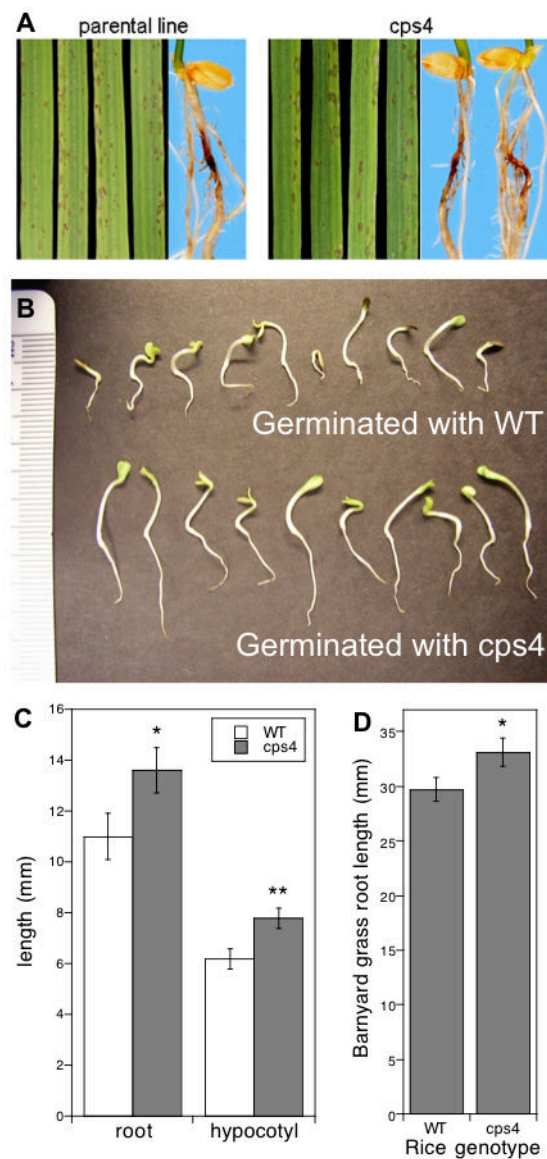 A
parental line
cps4
B
Germinated with WT
Germinated with cps4
C
16
14
12
10
8
6
4
2
0
length (mm)
*
**
WT
cps4
root
hypocotyl
D
35
30
25
20
15
10
5
0
Barnyard grass root length (mm)
*
WT
cps4
Rice genotype